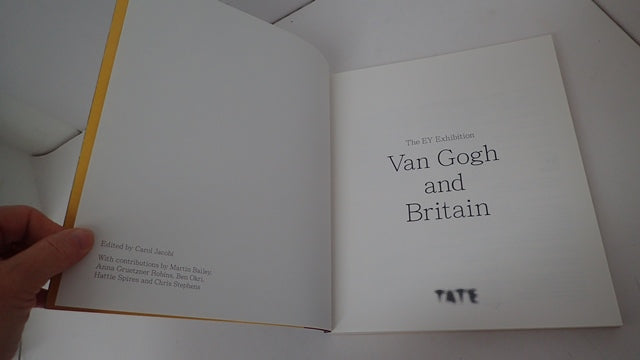 Edited by Carol Jacobi
With contributions by Martin Bailey,
Anna Gruetzner Robins, Ben Okri,
Hattie Spires and Chris Stephens
The EY Exhibition
Van Gogh
and
Britain
TATE